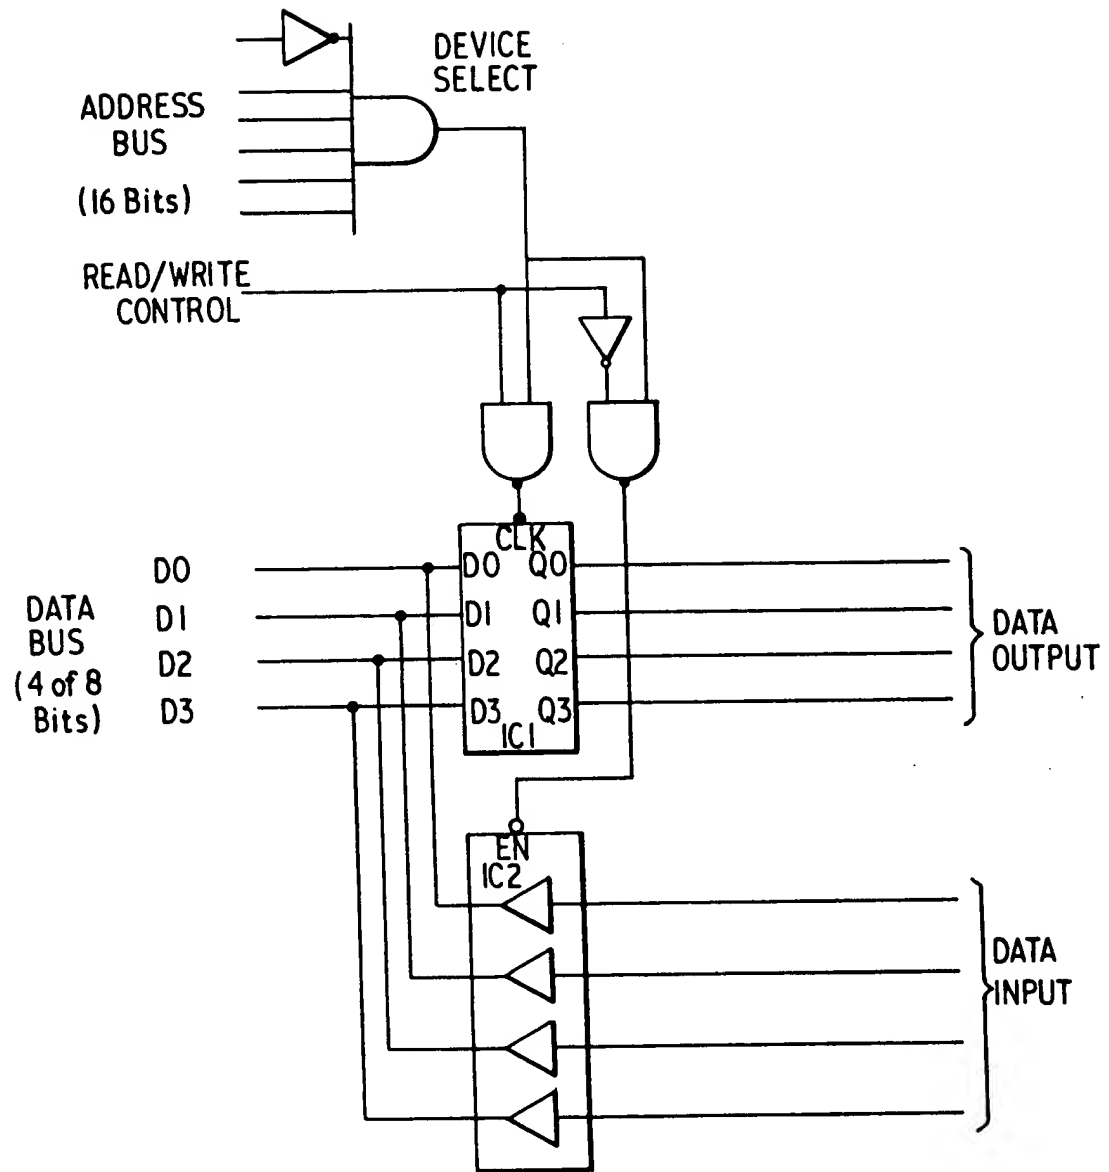 DEVICE
SELECT
ADDRESS
BUS
(16 Bits)
READ/WRITE
CONTROL
CLK
D0
D0
Q0
DATA
BUS
(4 of 8
Bits)
D1
D1
Q1
D2
D2
Q2
D3
D3
Q3
IC1
DATA
OUTPUT
EN
IC2
DATA
INPUT